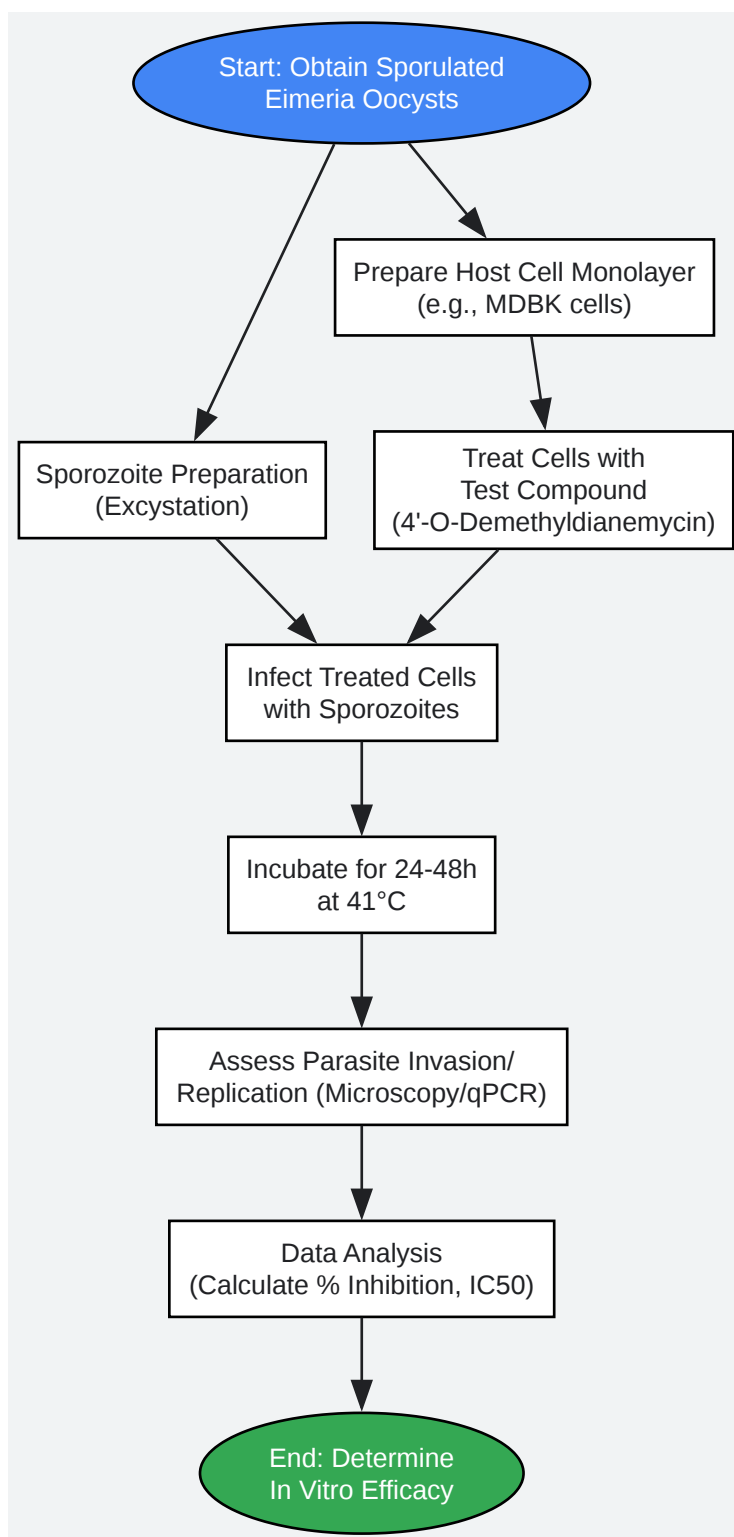 Start: Obtain Sporulated
Eimeria Oocysts
Prepare Host Cell Monolayer
(e.g., MDBK cells)
Sporozoite Preparation
(Excystation)
Treat Cells with
Test Compound
(4'-O-Demethyldianemycin)
Infect Treated Cells
with Sporozoites
Incubate for 24-48h
at 41°C
Assess Parasite Invasion/
Replication (Microscopy/qPCR)
Data Analysis
(Calculate % Inhibition, IC50)
End: Determine
In Vitro Efficacy